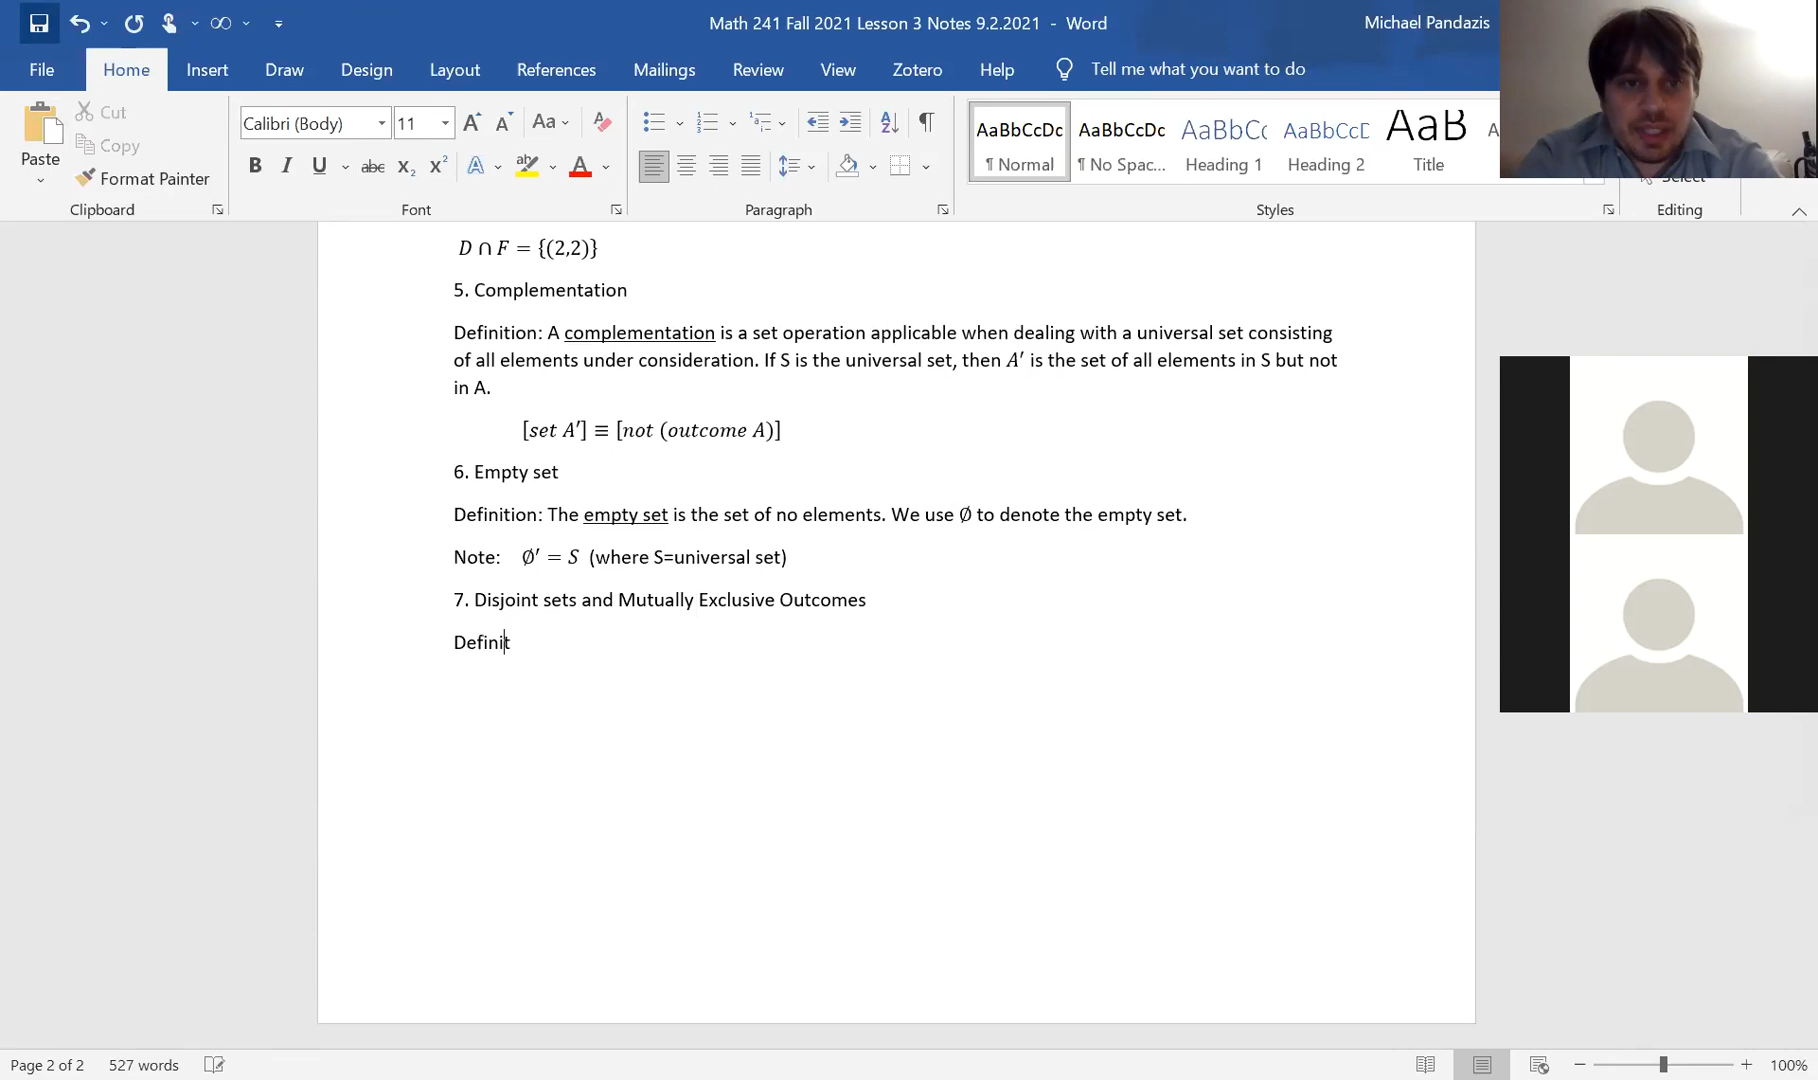 Math 241 Fall 2021 Lesson 3 Notes 9.2.2021 - Word
Michael Pandazis
File Home Insert Draw Design Layout References Mailings Review View Zotero Help Tell me what you want to do
Paste
Cut
Copy
Format Painter
Calibri (Body) 11
AaBbCcDc AaBbCcDc AaBbCc AaBbCcD AaB
¶ Normal ¶ No Spac... Heading 1 Heading 2 Title
Select
Clipboard Font Paragraph Styles Editing
D ∩ F = {(2,2)}
5. Complementation
Definition: A complementation is a set operation applicable when dealing with a universal set consisting
of all elements under consideration. If S is the universal set, then A′ is the set of all elements in S but not
in A.
[set A′] ≡ [not (outcome A)]
6. Empty set
Definition: The empty set is the set of no elements. We use ∅ to denote the empty set.
Note: ∅′ = S (where S=universal set)
7. Disjoint sets and Mutually Exclusive Outcomes
Definit
Page 2 of 2 527 words
100%